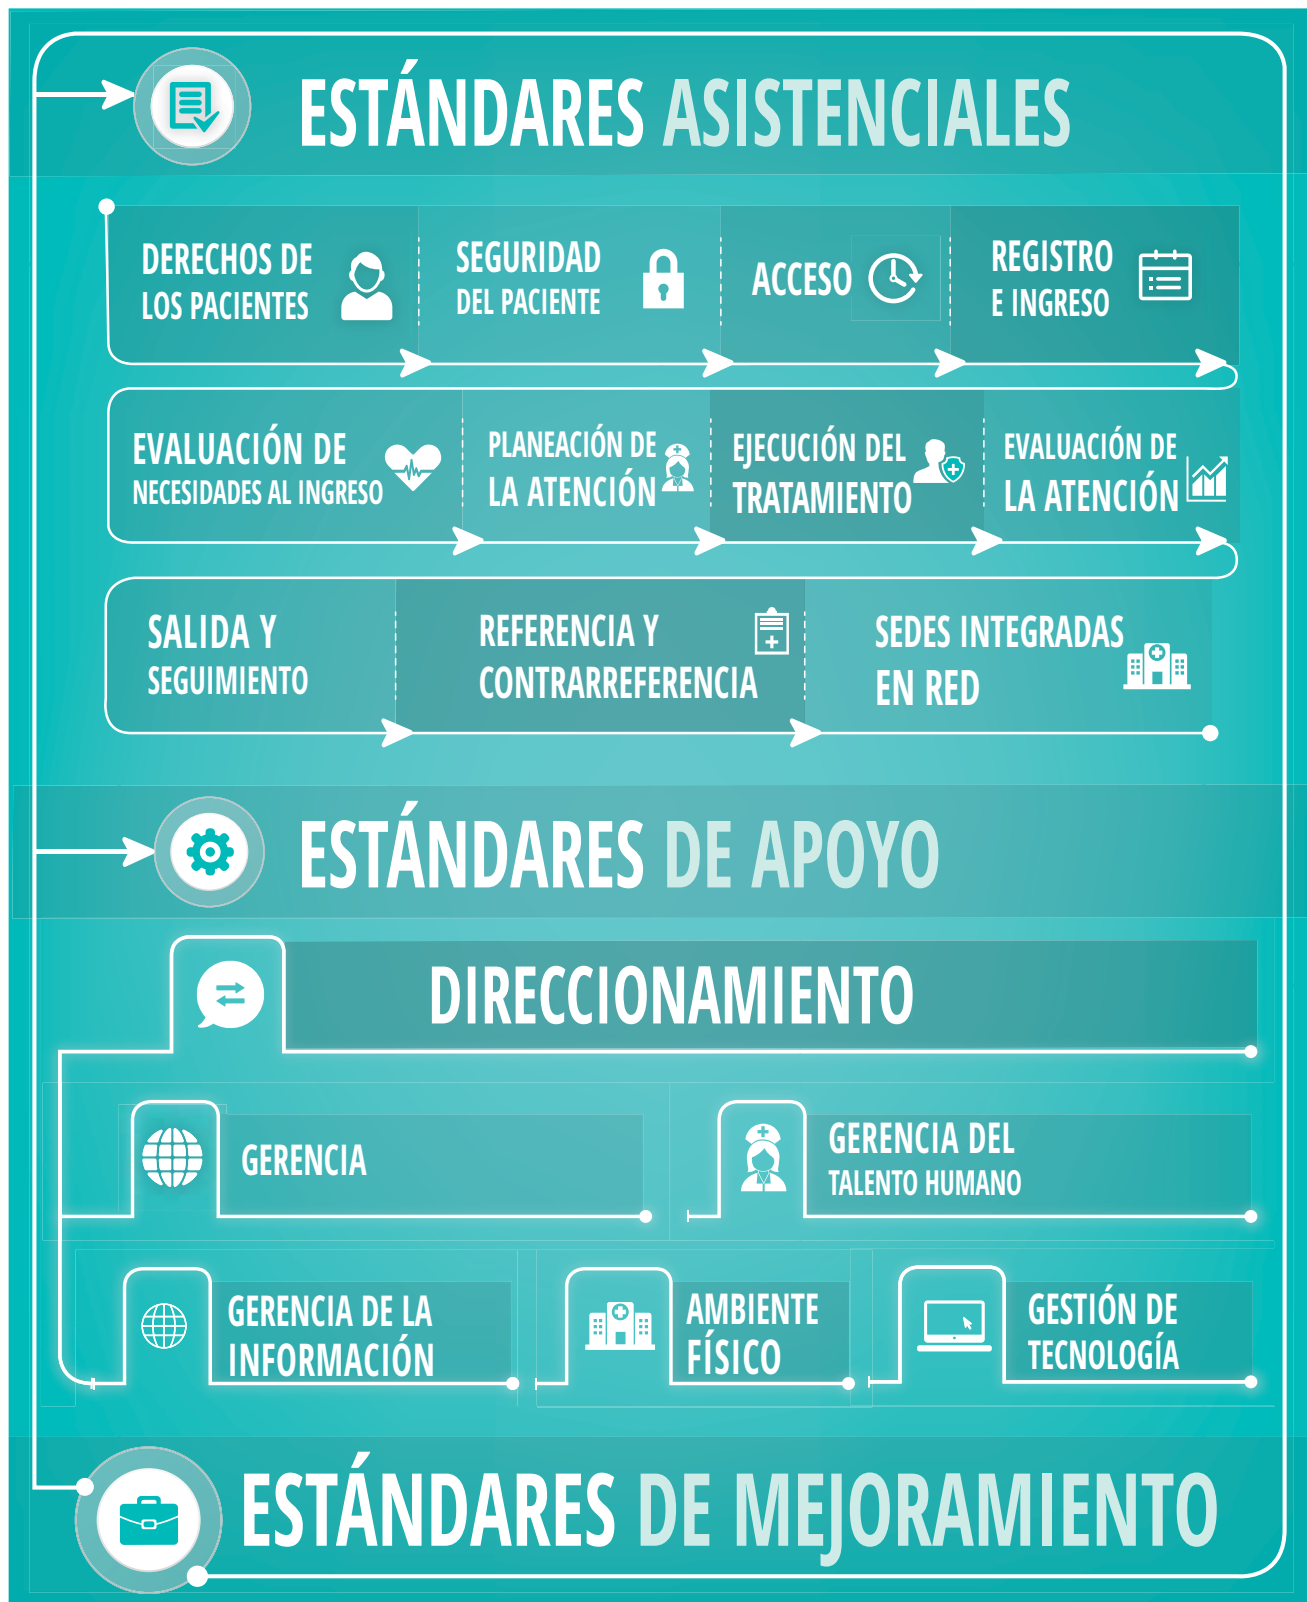 ESTÁNDARES ASISTENCIALES
DERECHOS DE
LOS PACIENTES
SEGURIDAD
DEL PACIENTE
ACCESO
REGISTRO
E INGRESO
EVALUACIÓN DE
NECESIDADES AL INGRESO
PLANEACIÓN DE
LA ATENCIÓN
EJECUCIÓN DEL
TRATAMIENTO
EVALUACIÓN DE
LA ATENCIÓN
SALIDA Y
SEGUIMIENTO
REFERENCIA Y
CONTRARREFERENCIA
SEDES INTEGRADAS
EN RED
ESTÁNDARES DE APOYO
DIRECCIONAMIENTO
GERENCIA
GERENCIA DEL
TALENTO HUMANO
GERENCIA DE LA
INFORMACIÓN
AMBIENTE
FÍSICO
GESTIÓN DE
TECNOLOGÍA
ESTÁNDARES DE MEJORAMIENTO